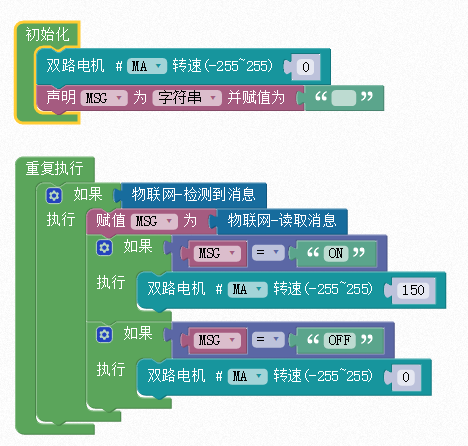 初始化
双路电机 # MA 转速(-255~255) 0
声明 MSG 为 字符串 并赋值为 “ ”
重复执行
如果 物联网-检测到消息
执行 赋值 MSG 为 物联网-读取消息
如果 MSG = “ ON ”
执行 双路电机 # MA 转速(-255~255) 150
如果 MSG = “ OFF ”
执行 双路电机 # MA 转速(-255~255) 0